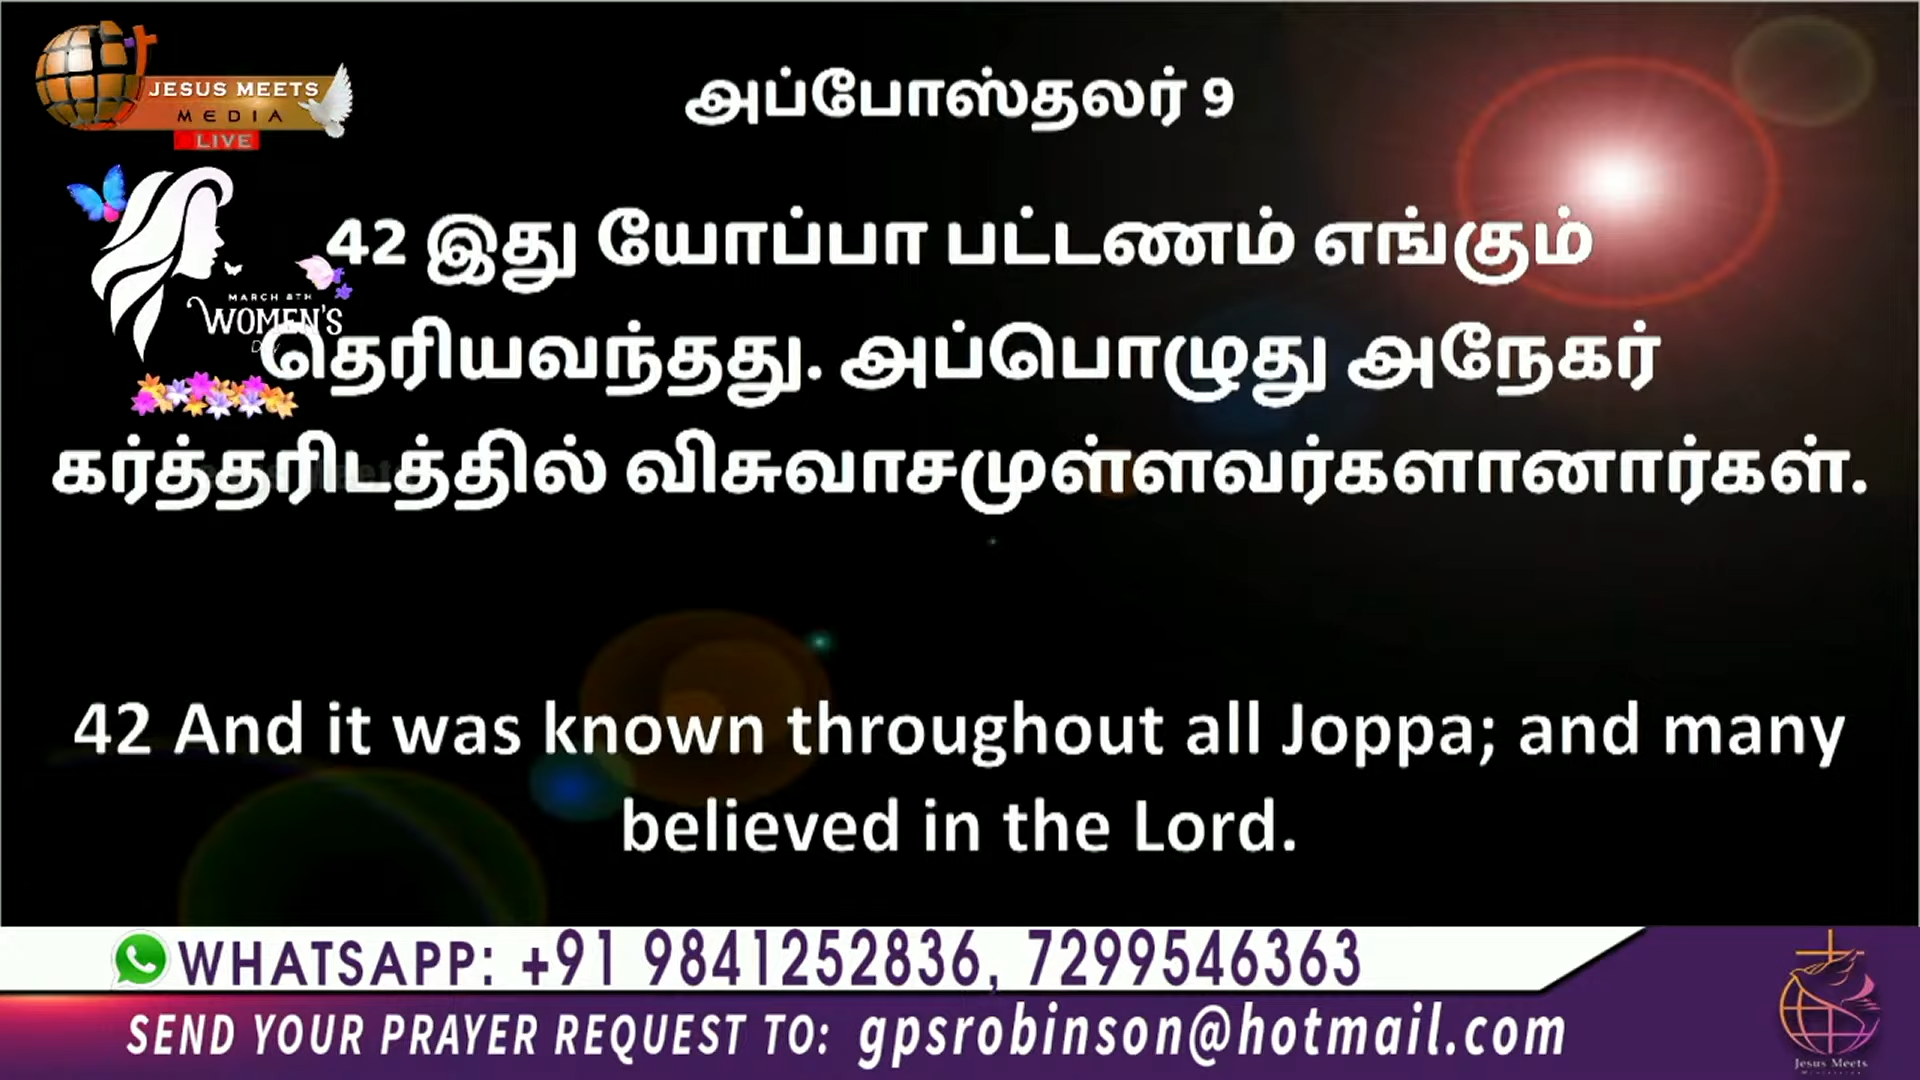 JESUS MEETS
MEDIA
LIVE
அப்போஸ்தலர் 9
MARCH 8TH
WOMEN'S
42 இது யோப்பா பட்டணம் எங்கும்
தெரியவந்தது. அப்பொழுது அநேகர்
கர்த்தரிடத்தில் விசுவாசமுள்ளவர்களானார்கள்.
42 And it was known throughout all Joppa; and many
believed in the Lord.
WHATSAPP: +91 9841252836, 7299546363
SEND YOUR PRAYER REQUEST TO: gpsrobinson@hotmail.com
Jesus Meets